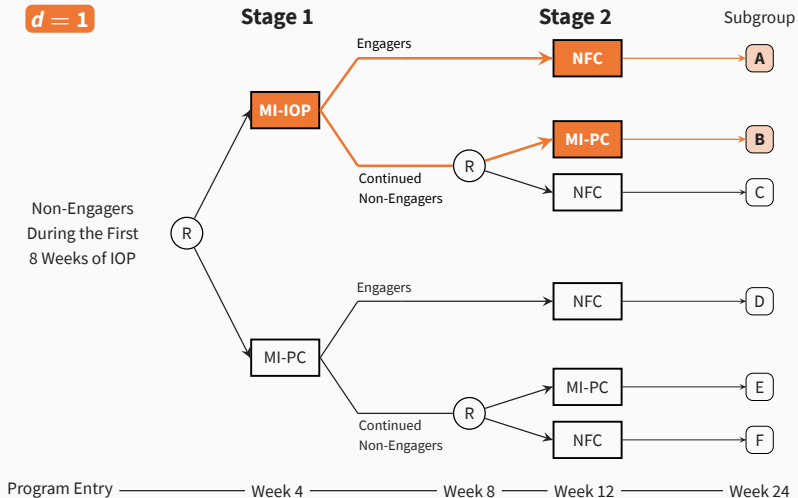 d = 1
Stage 1
Stage 2
Subgroup
Engagers
NFC
A
MI-IOP
MI-PC
B
R
Continued
Non-Engagers
NFC
C
Non-Engagers
During the First
8 Weeks of IOP
R
Engagers
NFC
D
MI-PC
MI-PC
E
R
Continued
Non-Engagers
NFC
F
Program Entry
Week 4
Week 8
Week 12
Week 24